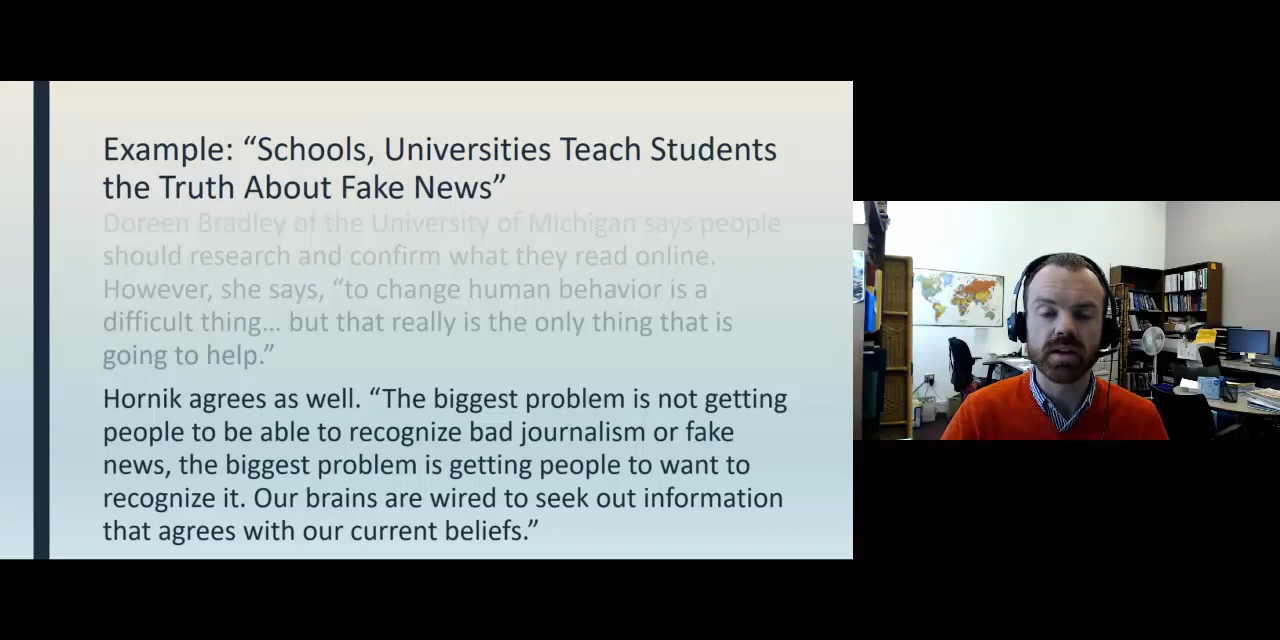 Example: “Schools, Universities Teach Students
the Truth About Fake News”
Doreen Bradley of the University of Michigan says people
should research and confirm what they read online.
However, she says, “to change human behavior is a
difficult thing… but that really is the only thing that is
going to help.”
Hornik agrees as well. “The biggest problem is not getting
people to be able to recognize bad journalism or fake
news, the biggest problem is getting people to want to
recognize it. Our brains are wired to seek out information
that agrees with our current beliefs.”